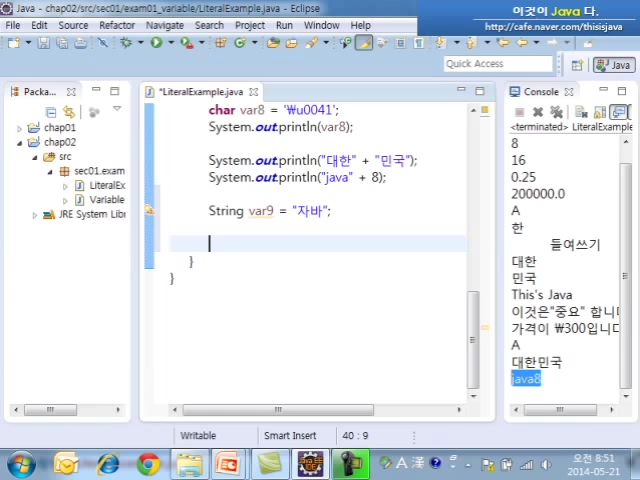 Java - chap02/src/sec01/exam01_variable/LiteralExample.java - Eclipse
이것이 Java 다.
http://cafe.naver.com/thisisjava
File Edit Source Refactor Navigate Search Project Run Window Help
Quick Access
Java
Packa...
chap01
chap02
src
sec01.exam
LiteralEx
Variable
JRE System Libr
*LiteralExample.java
char var8 = '₩u0041';
System.out.println(var8);
System.out.println("대한" + "민국");
System.out.println("java" + 8);
String var9 = "자바";
}
}
Console
<terminated> LiteralExample
8
16
0.25
200000.0
A
한
들여쓰기
대한
민국
This's Java
이것은"중요" 합니
가격이 ₩300입니다
A
대한민국
java8
Writable
Smart Insert
40 : 9
A 漢
오전 8:51
2014-05-21